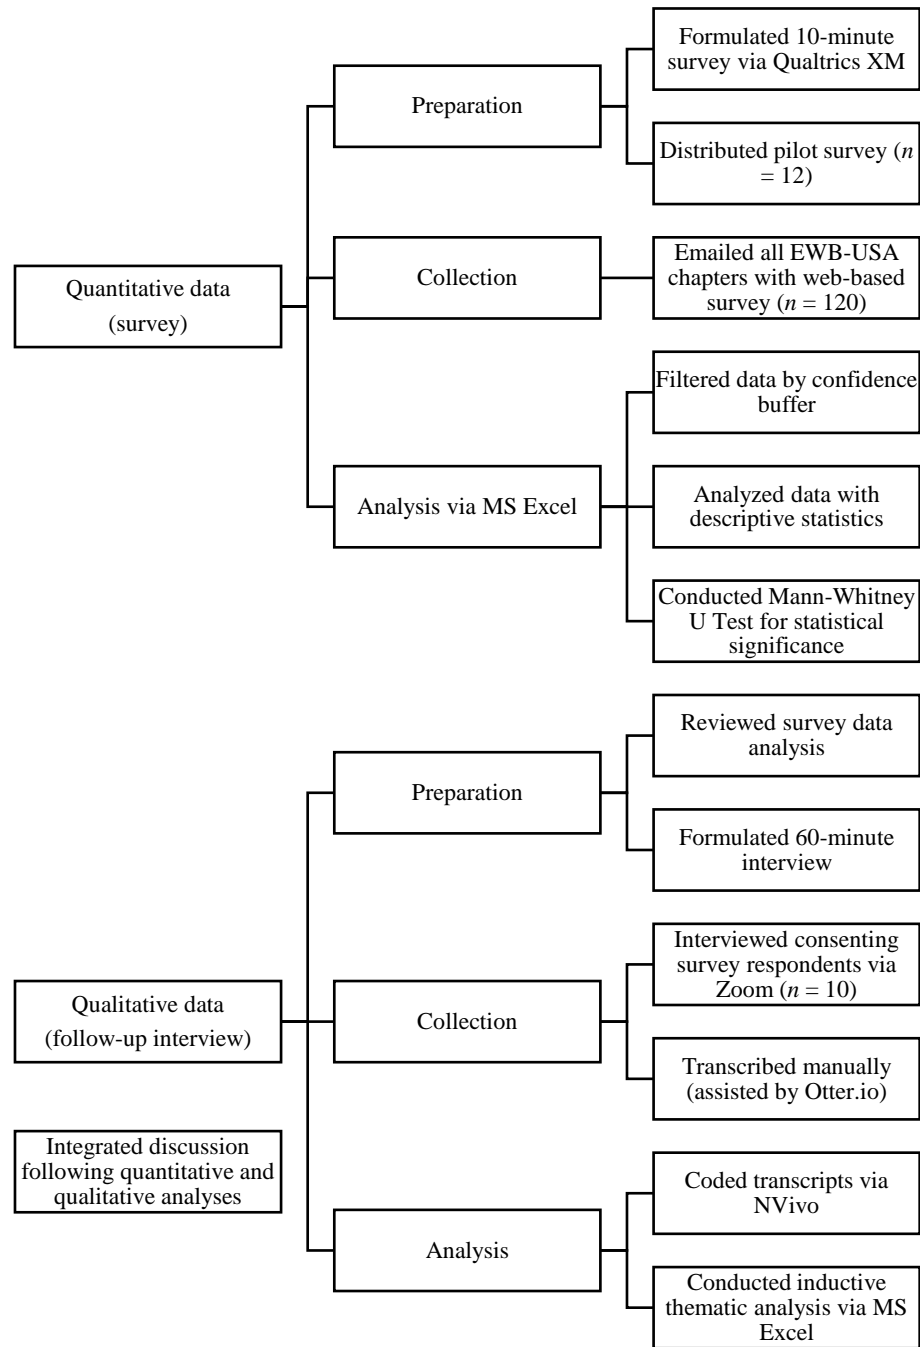 Quantitative data
(survey)
Preparation
Formulated 10-minute
survey via Qualtrics XM
Distributed pilot survey (n
= 12)
Collection
Emailed all EWB-USA
chapters with web-based
survey (n = 120)
Analysis via MS Excel
Filtered data by confidence
buffer
Analyzed data with
descriptive statistics
Conducted Mann-Whitney
U Test for statistical
significance
Qualitative data
(follow-up interview)
Preparation
Reviewed survey data
analysis
Formulated 60-minute
interview
Collection
Interviewed consenting
survey respondents via
Zoom (n = 10)
Transcribed manually
(assisted by Otter.io)
Analysis
Coded transcripts via
NVivo
Conducted inductive
thematic analysis via MS
Excel
Integrated discussion
following quantitative and
qualitative analyses